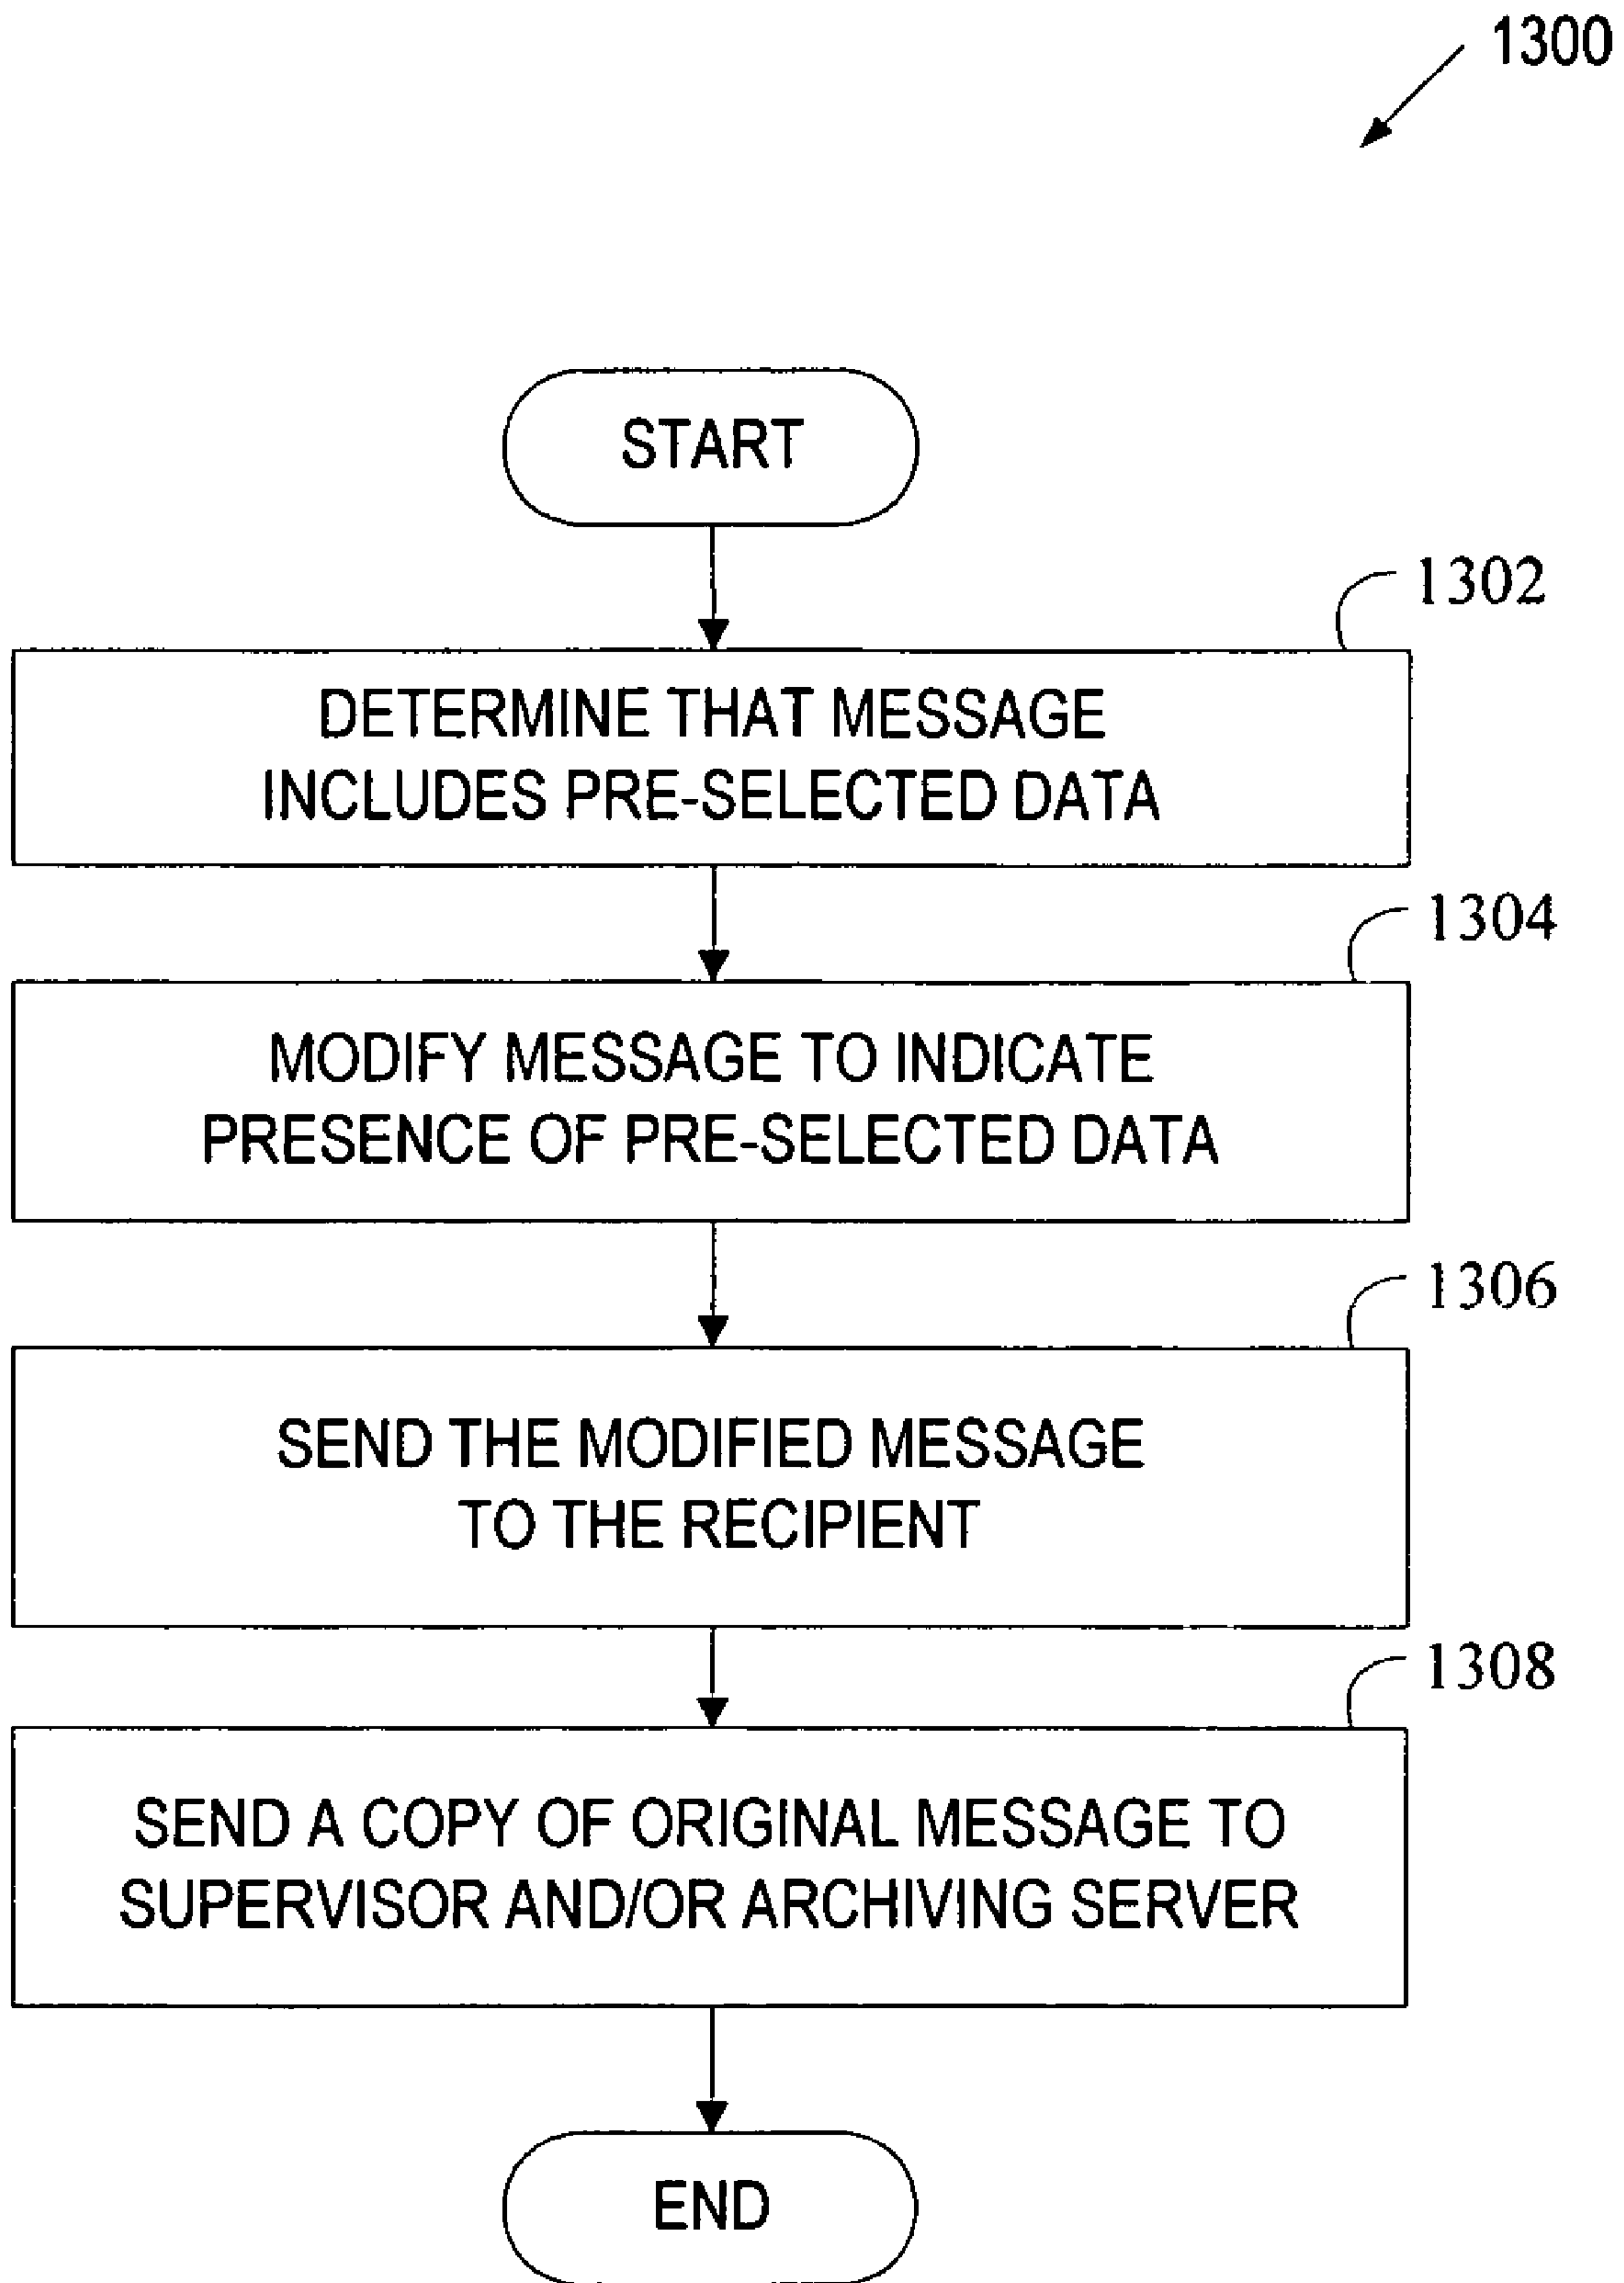 1300
START
1302
DETERMINE THAT MESSAGE
INCLUDES PRE-SELECTED DATA
1304
MODIFY MESSAGE TO INDICATE
PRESENCE OF PRE-SELECTED DATA
1306
SEND THE MODIFIED MESSAGE
TO THE RECIPIENT
1308
SEND A COPY OF ORIGINAL MESSAGE TO
SUPERVISOR AND/OR ARCHIVING SERVER
END